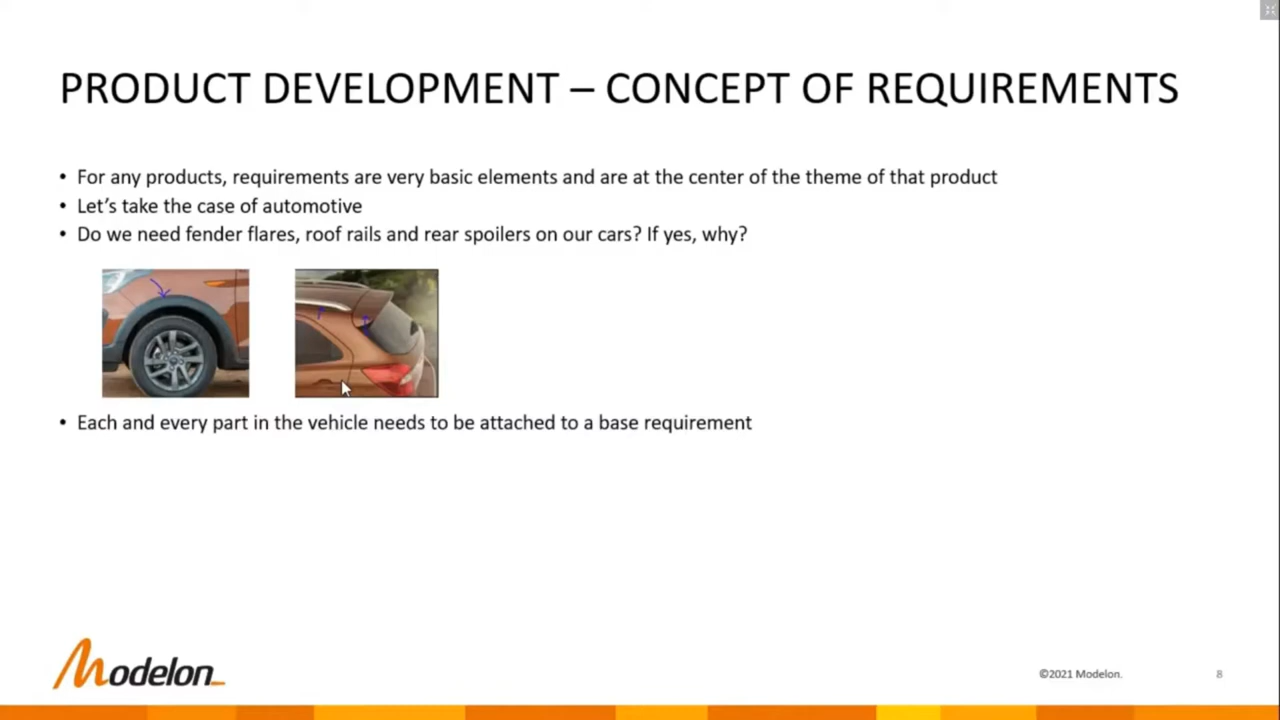 PRODUCT DEVELOPMENT – CONCEPT OF REQUIREMENTS
• For any products, requirements are very basic elements and are at the center of the theme of that product
• Let’s take the case of automotive
• Do we need fender flares, roof rails and rear spoilers on our cars? If yes, why?
• Each and every part in the vehicle needs to be attached to a base requirement
Modelon
©2021 Modelon.
8